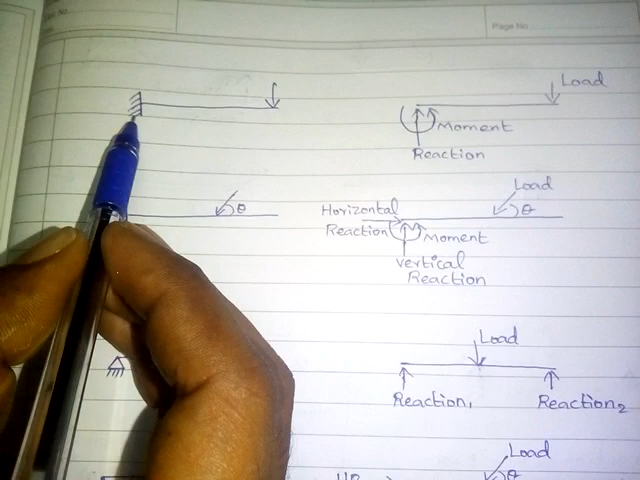 Page No
Load
Moment
Reaction
θ
Load
θ
Horizontal
Reaction
Moment
vertical
Reaction
Load
Reaction1
Reaction2
Load
θ